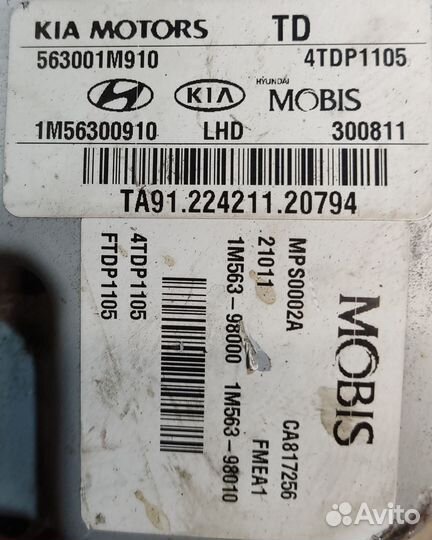 KIA MOTORS TD
563001M910 4TDP1105
KIA HYUNDAI MOBIS
1M56300910 LHD 300811
TA91.224211.20794
MOBIS
MPS0002A CA817256
21011 FMEA1
1M563-98000 1M563-98010
4TDP1105
FTDP1105
Avito